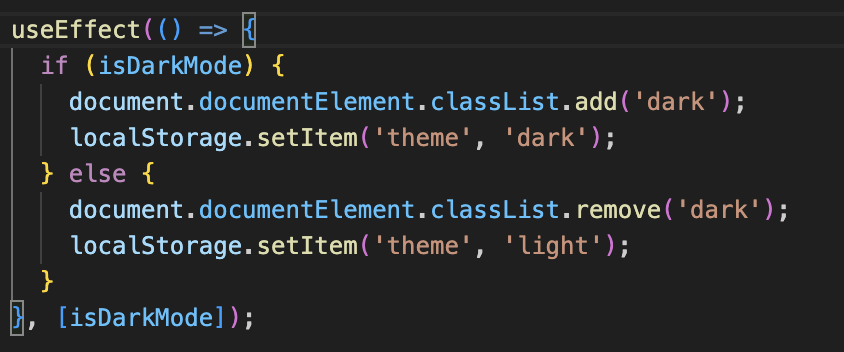 useEffect(() => {
  if (isDarkMode) {
    document.documentElement.classList.add('dark');
    localStorage.setItem('theme', 'dark');
  } else {
    document.documentElement.classList.remove('dark');
    localStorage.setItem('theme', 'light');
  }
}, [isDarkMode]);